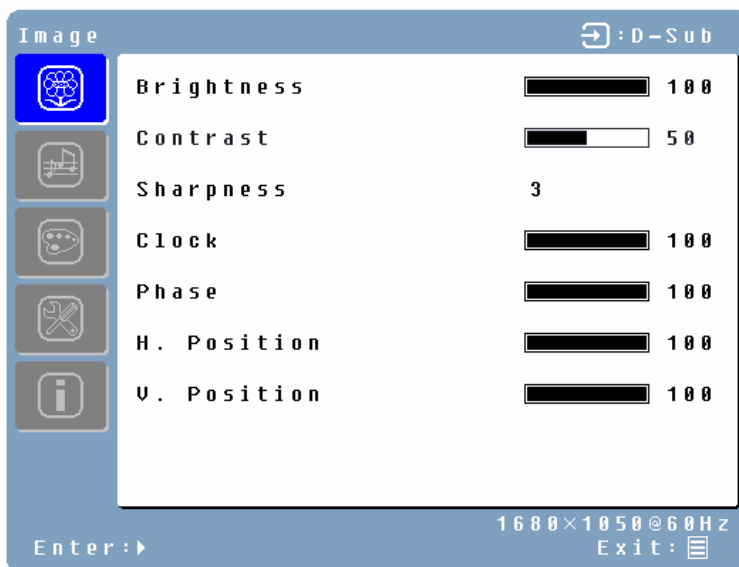 Image :D-Sub
Brightness 100
Contrast 50
Sharpness 3
Clock 100
Phase 100
H. Position 100
V. Position 100
1680×1050@60Hz
Enter: Exit: